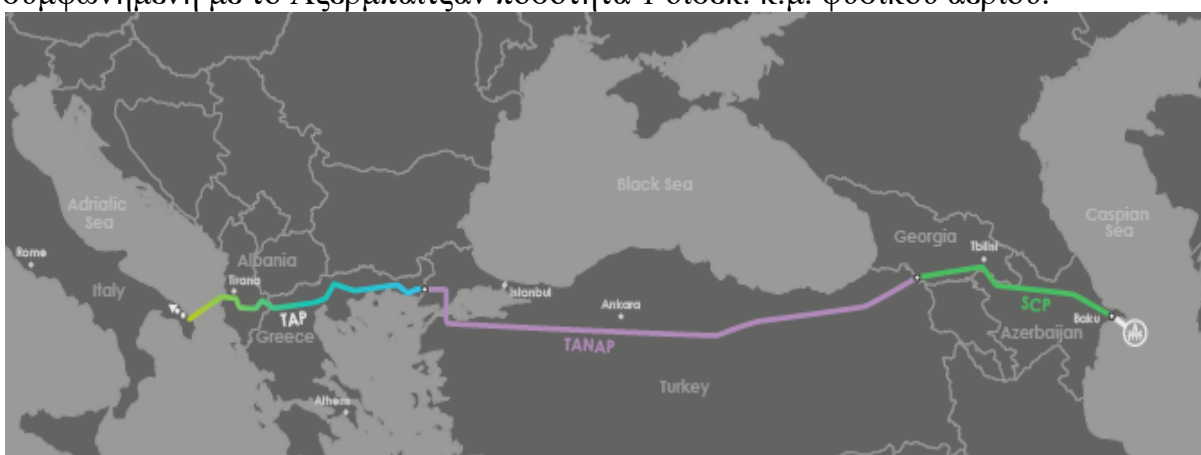 συμφωνημένη με το Αζερμπαϊτζάν ποσότητα 1 δισεκ. κ.μ. φυσικού αερίου.
Black Sea
Adriatic
Sea
Caspian
Sea
Georgia
Tbilisi
Rome
Albania
Tirana
Italy
Istanbul
Ankara
SCP
TAP
Baku
Greece
Azerbaijan
TANAP
Turkey
Athens